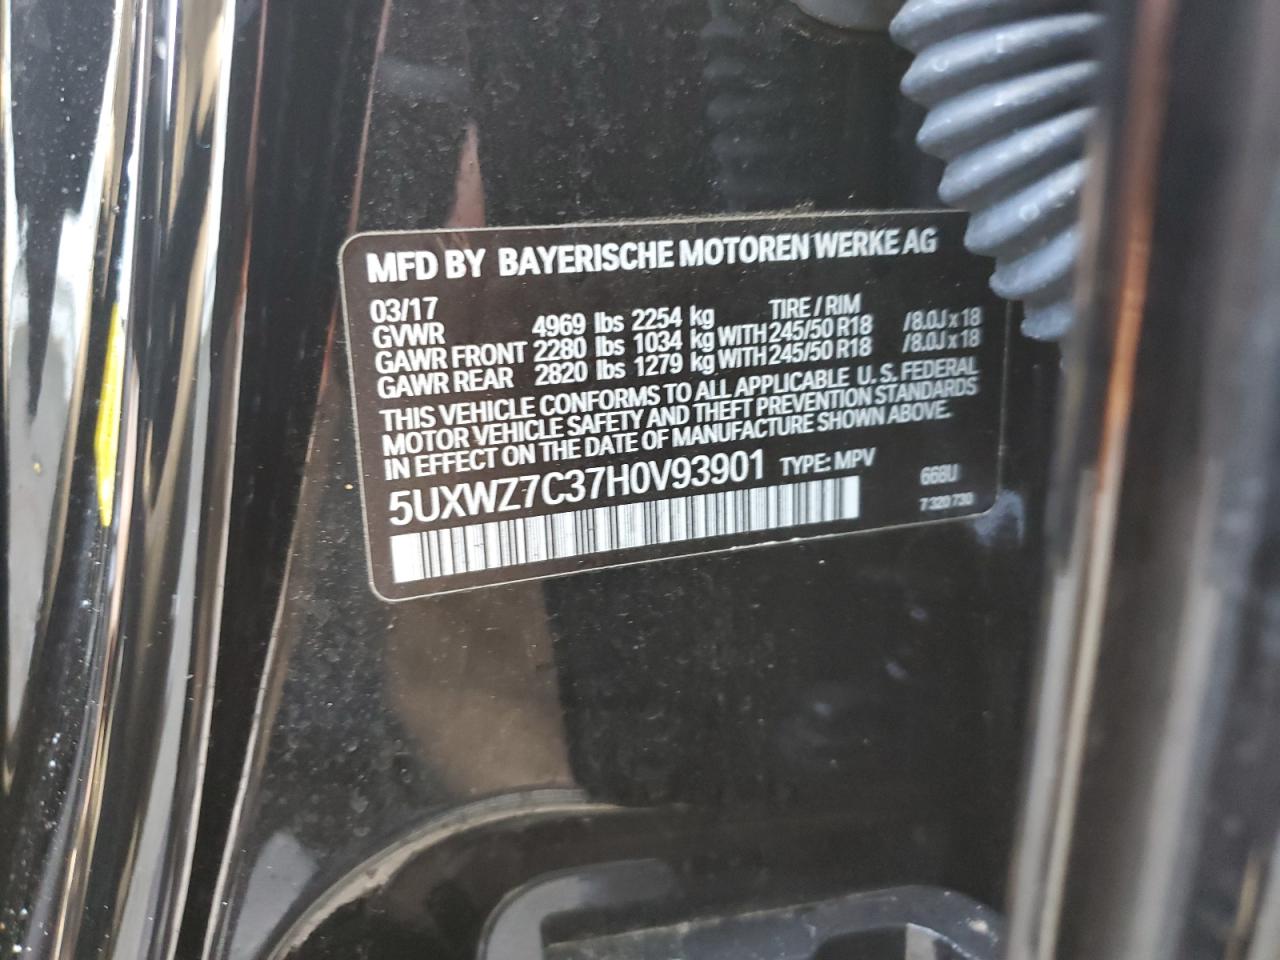 MFD BY BAYERISCHE MOTOREN WERKE AG
03/17 TIRE / RIM
GVWR 4969 lbs 2254 kg
GAWR FRONT 2280 lbs 1034 kg WITH 245/50 R18 /8.0J x 18
GAWR REAR 2820 lbs 1279 kg WITH 245/50 R18 /8.0J x 18
THIS VEHICLE CONFORMS TO ALL APPLICABLE U.S. FEDERAL
MOTOR VEHICLE SAFETY AND THEFT PREVENTION STANDARDS
IN EFFECT ON THE DATE OF MANUFACTURE SHOWN ABOVE.
5UXWZ7C37H0V93901 TYPE: MPV 668U
7 320 730